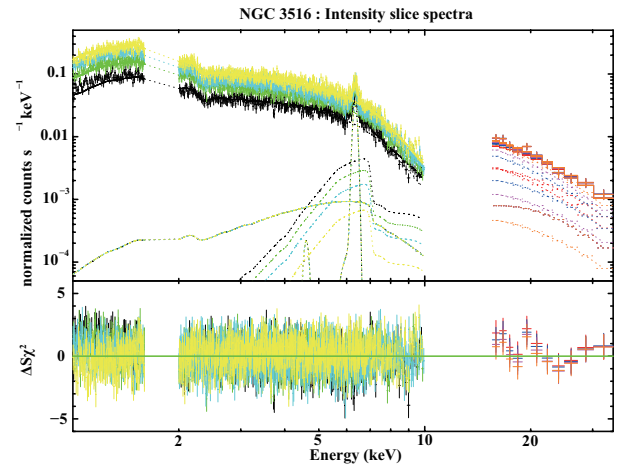 NGC 3516 : Intensity slice spectra
normalized counts s⁻¹ keV⁻¹
0.1
0.01
10⁻³
10⁻⁴
ΔSχ²
5
0
−5
2
5
10
20
Energy (keV)